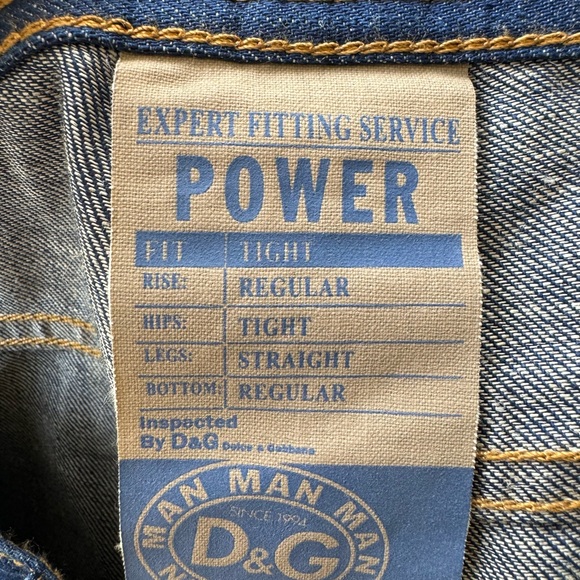 EXPERT FITTING SERVICE
POWER
FIT TIGHT
RISE: REGULAR
HIPS: TIGHT
LEGS: STRAIGHT
BOTTOM: REGULAR
Inspected
By D&G Dolce & Gabbana
MAN MAN MAN MAN
SINCE 1994
D&G